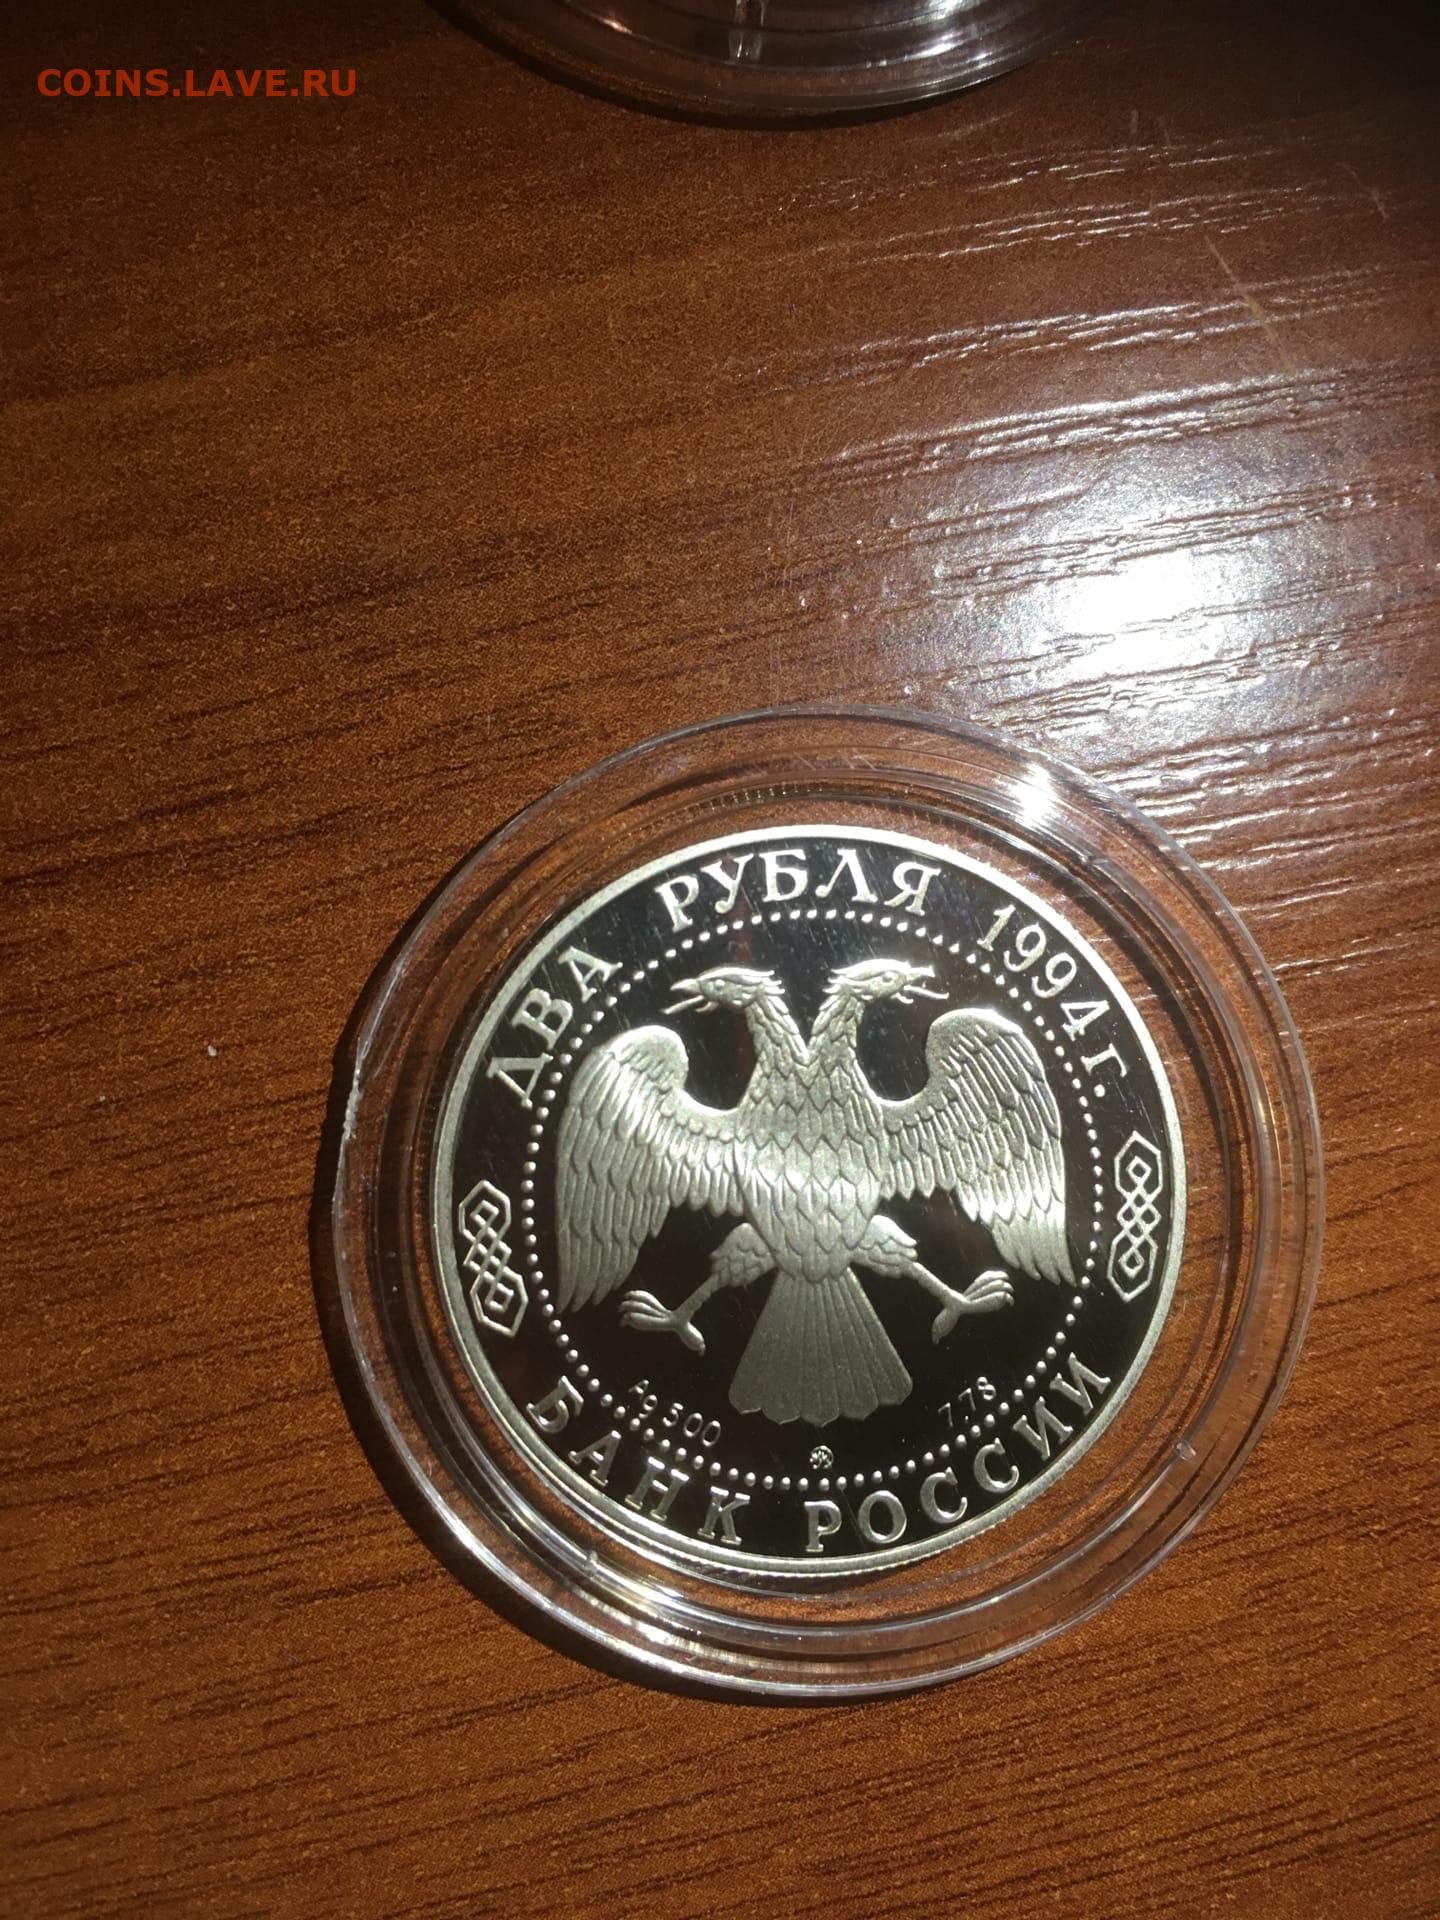 COINS.LAVE.RU
ДВА РУБЛЯ 1994 г.
Ag 500
7,78
БАНК РОССИИ